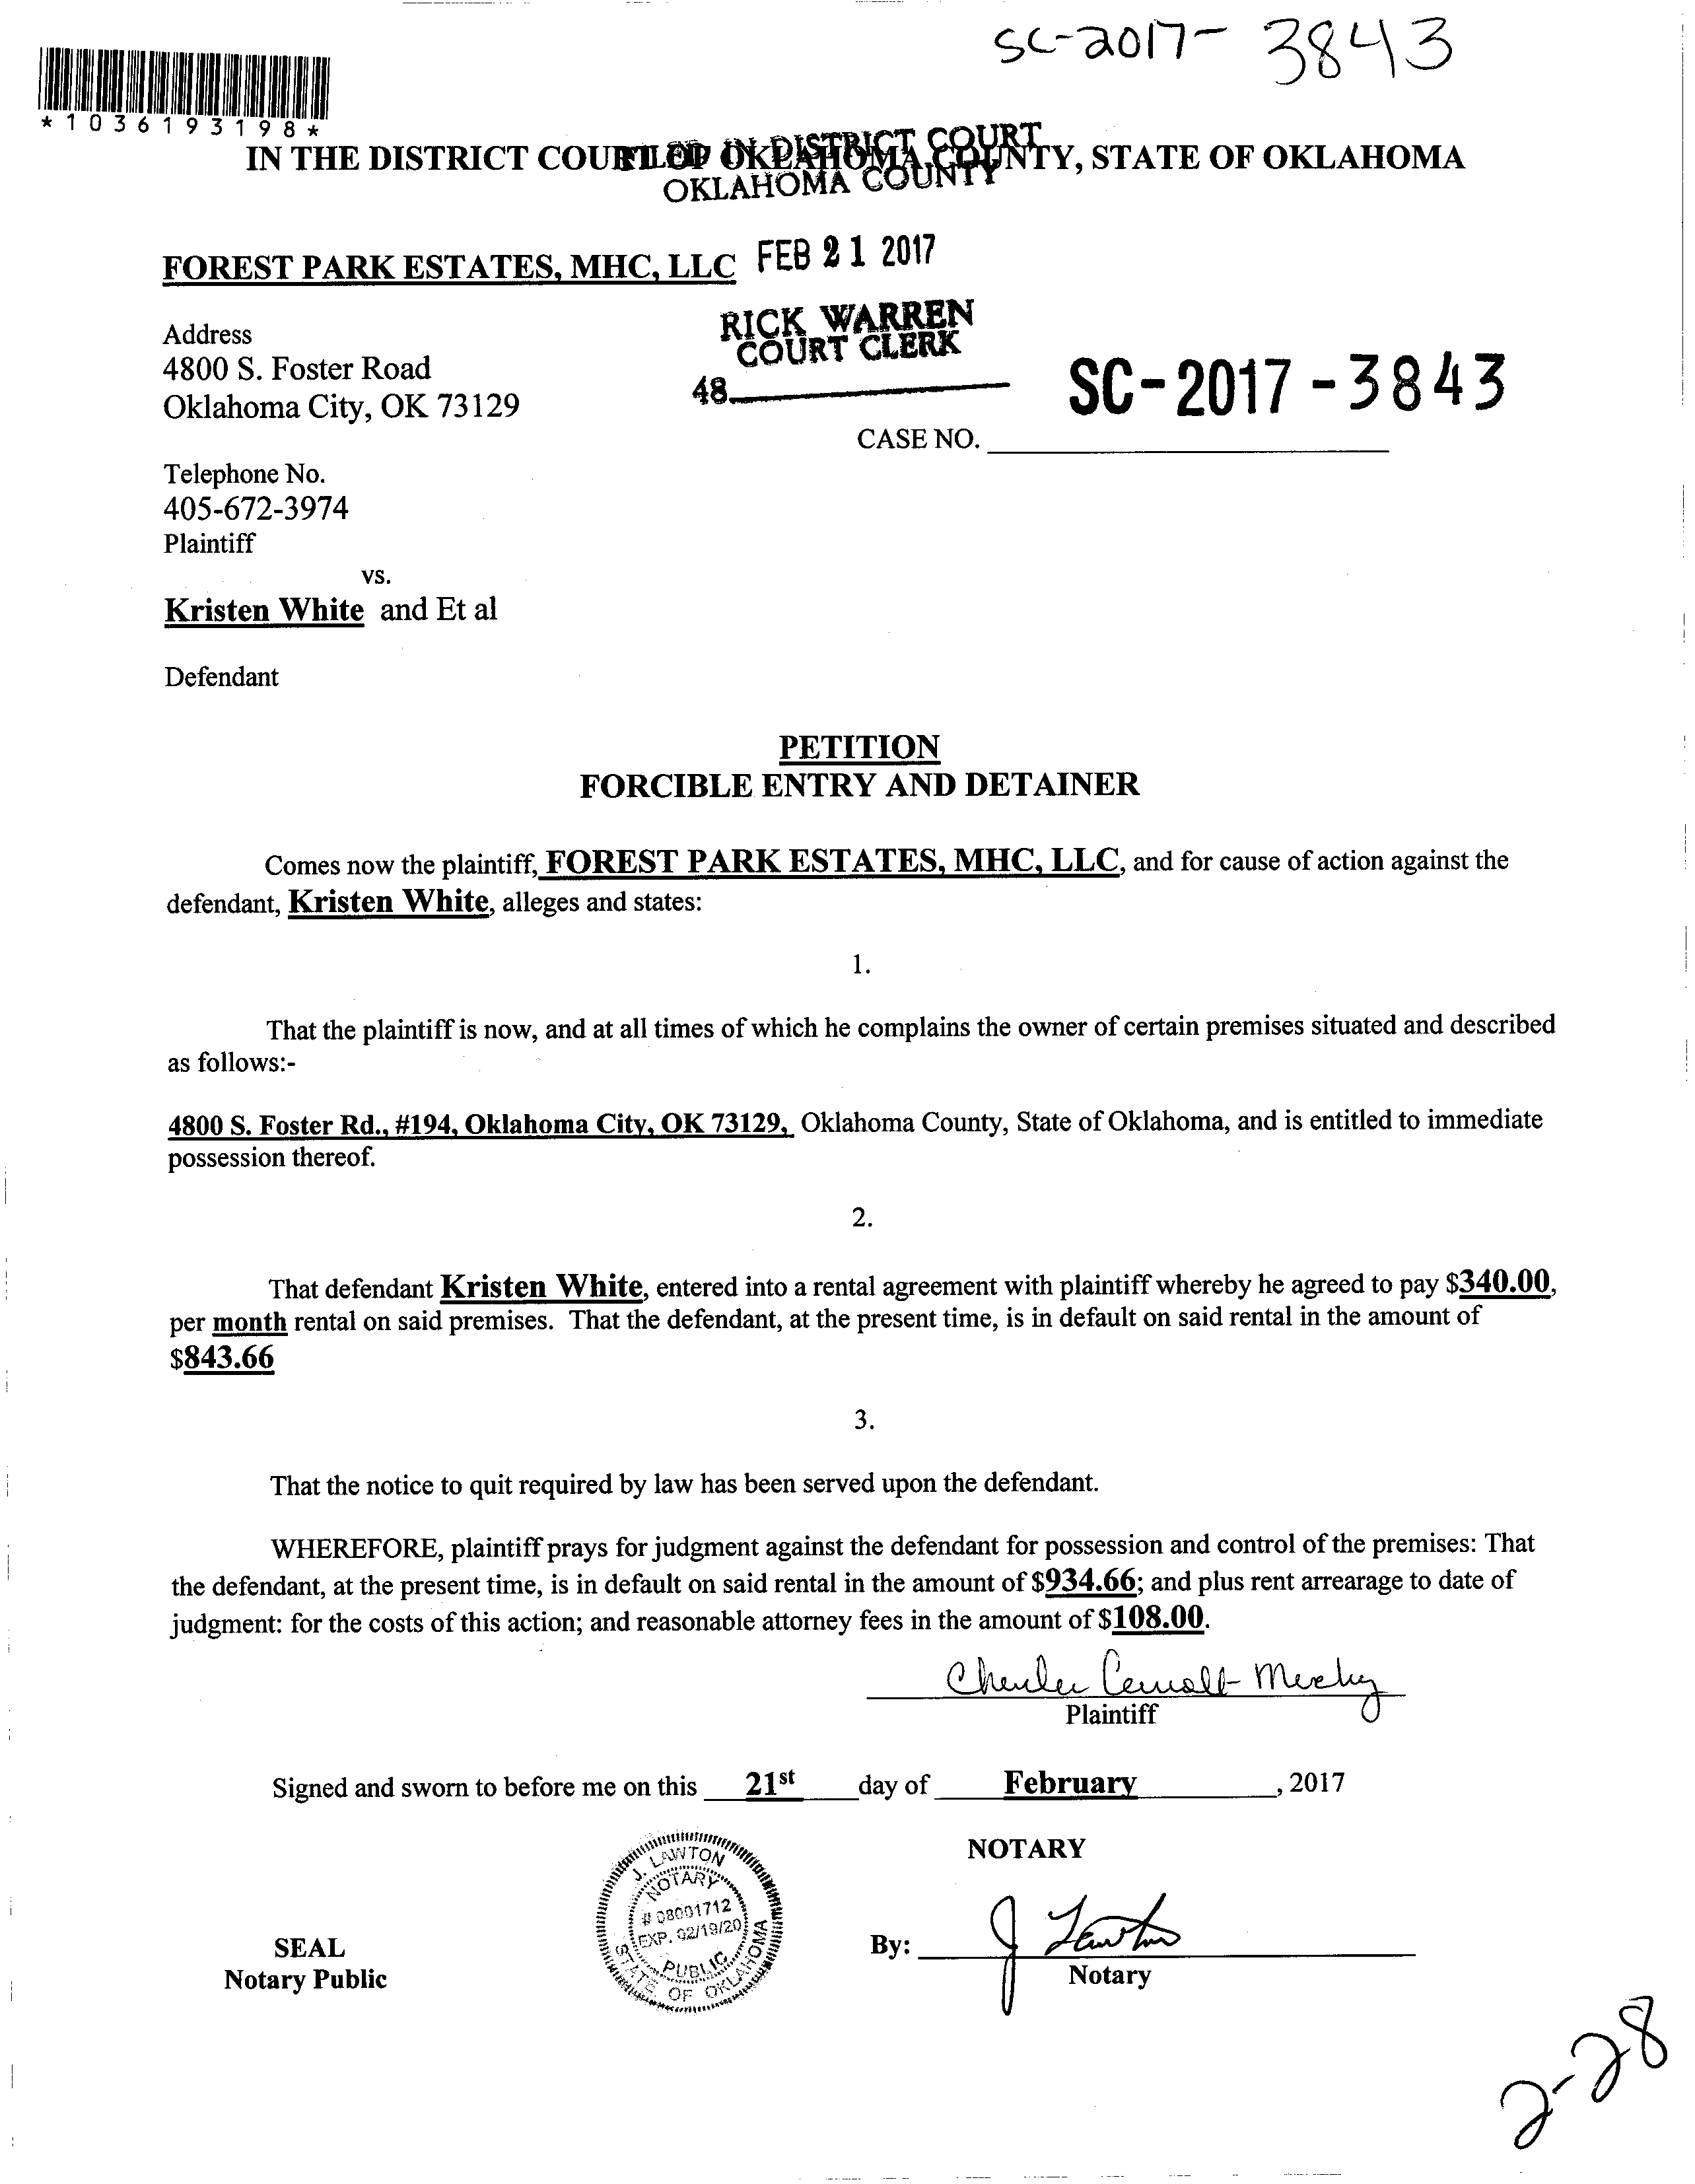 SC-2017- 3843
*1036193198*
IN THE DISTRICT COURT OF OKLAHOMA COUNTY, STATE OF OKLAHOMA
FILED IN DISTRICT COURT
OKLAHOMA COUNTY
FOREST PARK ESTATES, MHC, LLC
FEB 21 2017
RICK WARREN
COURT CLERK
48
Address
4800 S. Foster Road
Oklahoma City, OK 73129
SC-2017-3843
CASE NO.
Telephone No.
405-672-3974
Plaintiff
vs.
Kristen White and Et al
Defendant
PETITION
FORCIBLE ENTRY AND DETAINER
Comes now the plaintiff, FOREST PARK ESTATES, MHC, LLC, and for cause of action against the
defendant, Kristen White, alleges and states:
1.
That the plaintiff is now, and at all times of which he complains the owner of certain premises situated and described
as follows:-
4800 S. Foster Rd., #194, Oklahoma City, OK 73129, Oklahoma County, State of Oklahoma, and is entitled to immediate
possession thereof.
2.
That defendant Kristen White, entered into a rental agreement with plaintiff whereby he agreed to pay $340.00,
per month rental on said premises. That the defendant, at the present time, is in default on said rental in the amount of
$843.66
3.
That the notice to quit required by law has been served upon the defendant.
WHEREFORE, plaintiff prays for judgment against the defendant for possession and control of the premises: That
the defendant, at the present time, is in default on said rental in the amount of $934.66; and plus rent arrearage to date of
judgment: for the costs of this action; and reasonable attorney fees in the amount of $108.00.
Plaintiff
Signed and sworn to before me on this 21st day of February, 2017
NOTARY
J. LAWTON
NOTARY
# 08001712
EXP. 02/19/20
PUBLIC
STATE OF OKLAHOMA
SEAL
Notary Public
By: J Lawton
Notary
2-28